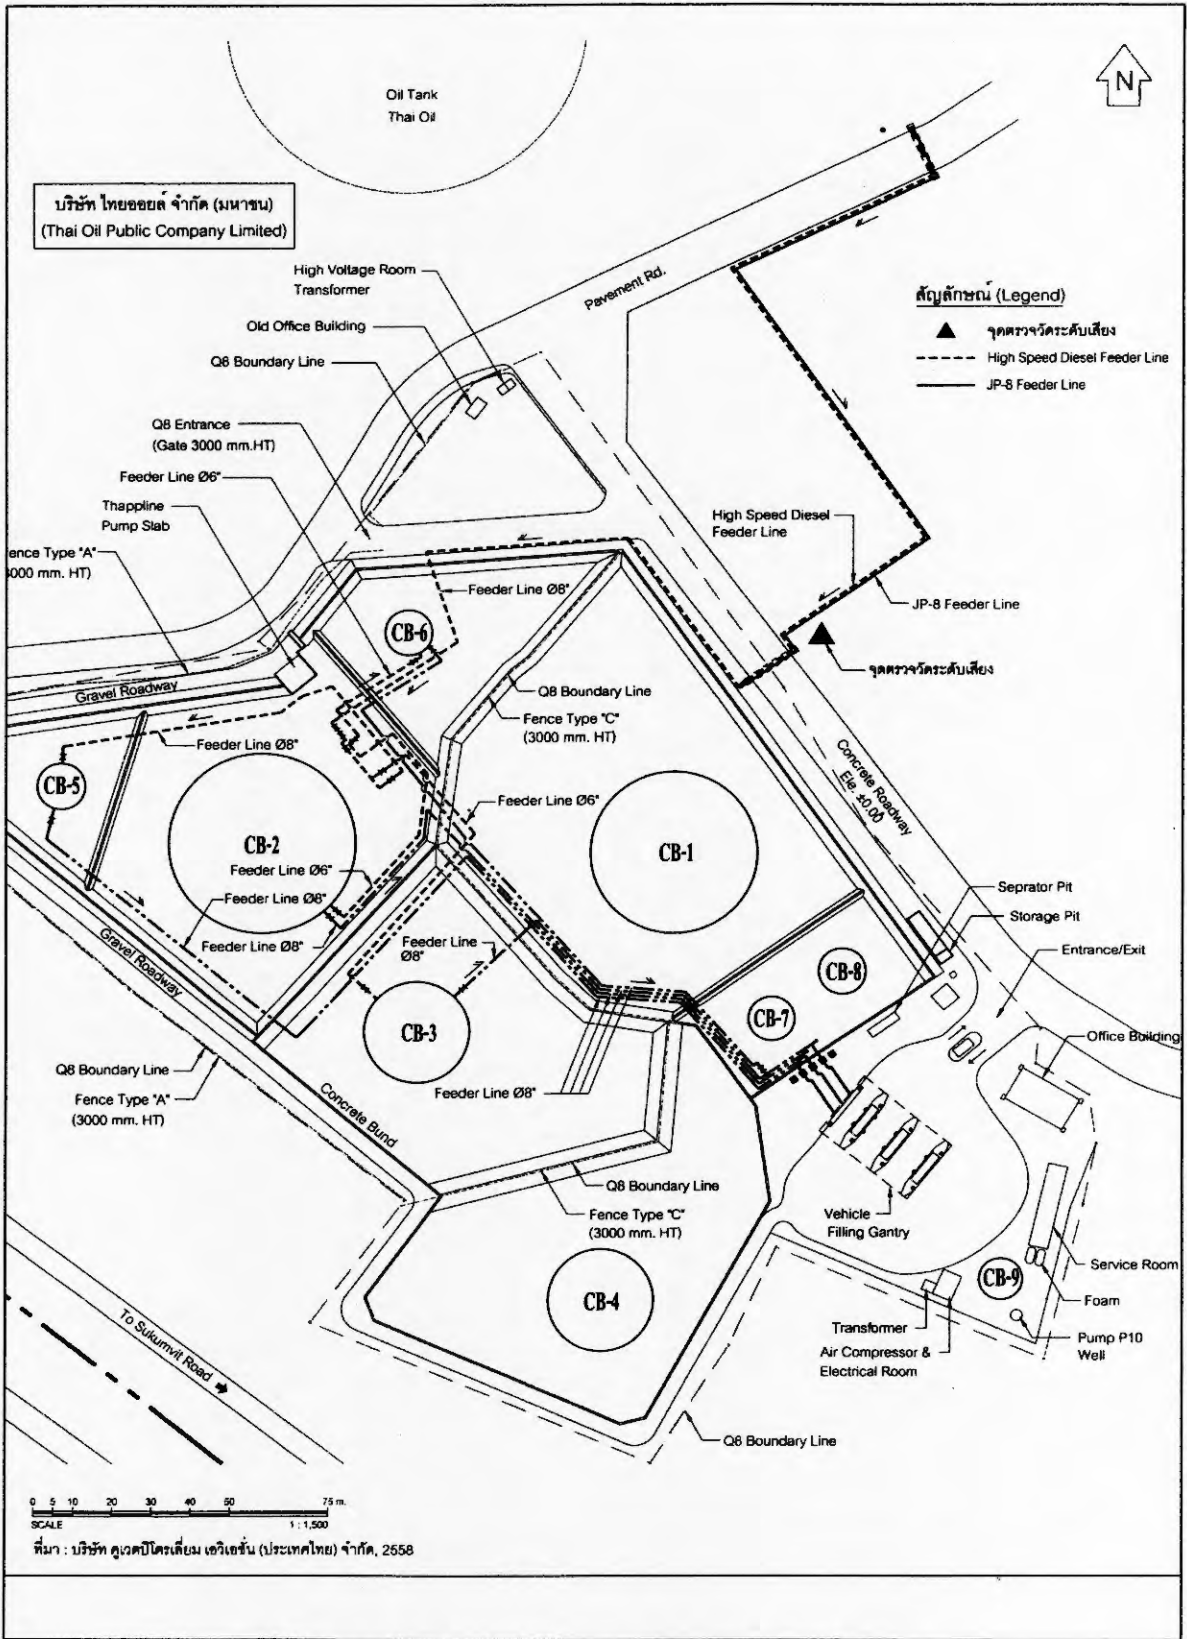 Oil Tank
Thai Oil
N
บริษัท ไทยออยล์ จำกัด (มหาชน)
(Thai Oil Public Company Limited)
High Voltage Room
Transformer
Pavement Rd.
สัญลักษณ์ (Legend)
จุดตรวจวัดระดับเสียง
High Speed Diesel Feeder Line
JP-8 Feeder Line
Old Office Building
Q8 Boundary Line
Q8 Entrance
(Gate 3000 mm.HT)
Feeder Line Ø6"
Thappline
Pump Slab
ence Type "A"
3000 mm. HT)
High Speed Diesel
Feeder Line
Feeder Line Ø8"
JP-8 Feeder Line
CB-6
จุดตรวจวัดระดับเสียง
Gravel Roadway
Q8 Boundary Line
Fence Type "C"
(3000 mm. HT)
Feeder Line Ø8"
Concrete Roadway
Ele. ±0.00
CB-5
Feeder Line Ø6"
CB-2
CB-1
Feeder Line Ø6"
Feeder Line Ø8"
Feeder Line Ø8"
Seprator Pit
Storage Pit
Entrance/Exit
Gravel Roadway
Feeder Line
Ø8"
CB-8
CB-7
CB-3
Office Building
Q8 Boundary Line
Fence Type "A"
(3000 mm. HT)
Feeder Line Ø8"
Concrete Bund
Q8 Boundary Line
Fence Type "C"
(3000 mm. HT)
Vehicle
Filling Gantry
Service Room
CB-9
CB-4
Foam
Transformer
Air Compressor &
Electrical Room
Pump P10
Well
To Sukumvit Road
Q8 Boundary Line
0 5 10 20 30 40 50 75 m.
SCALE 1 : 1,500
ที่มา : บริษัท คูเวตปิโตรเลี่ยม เอวิเอชั่น (ประเทศไทย) จำกัด, 2558